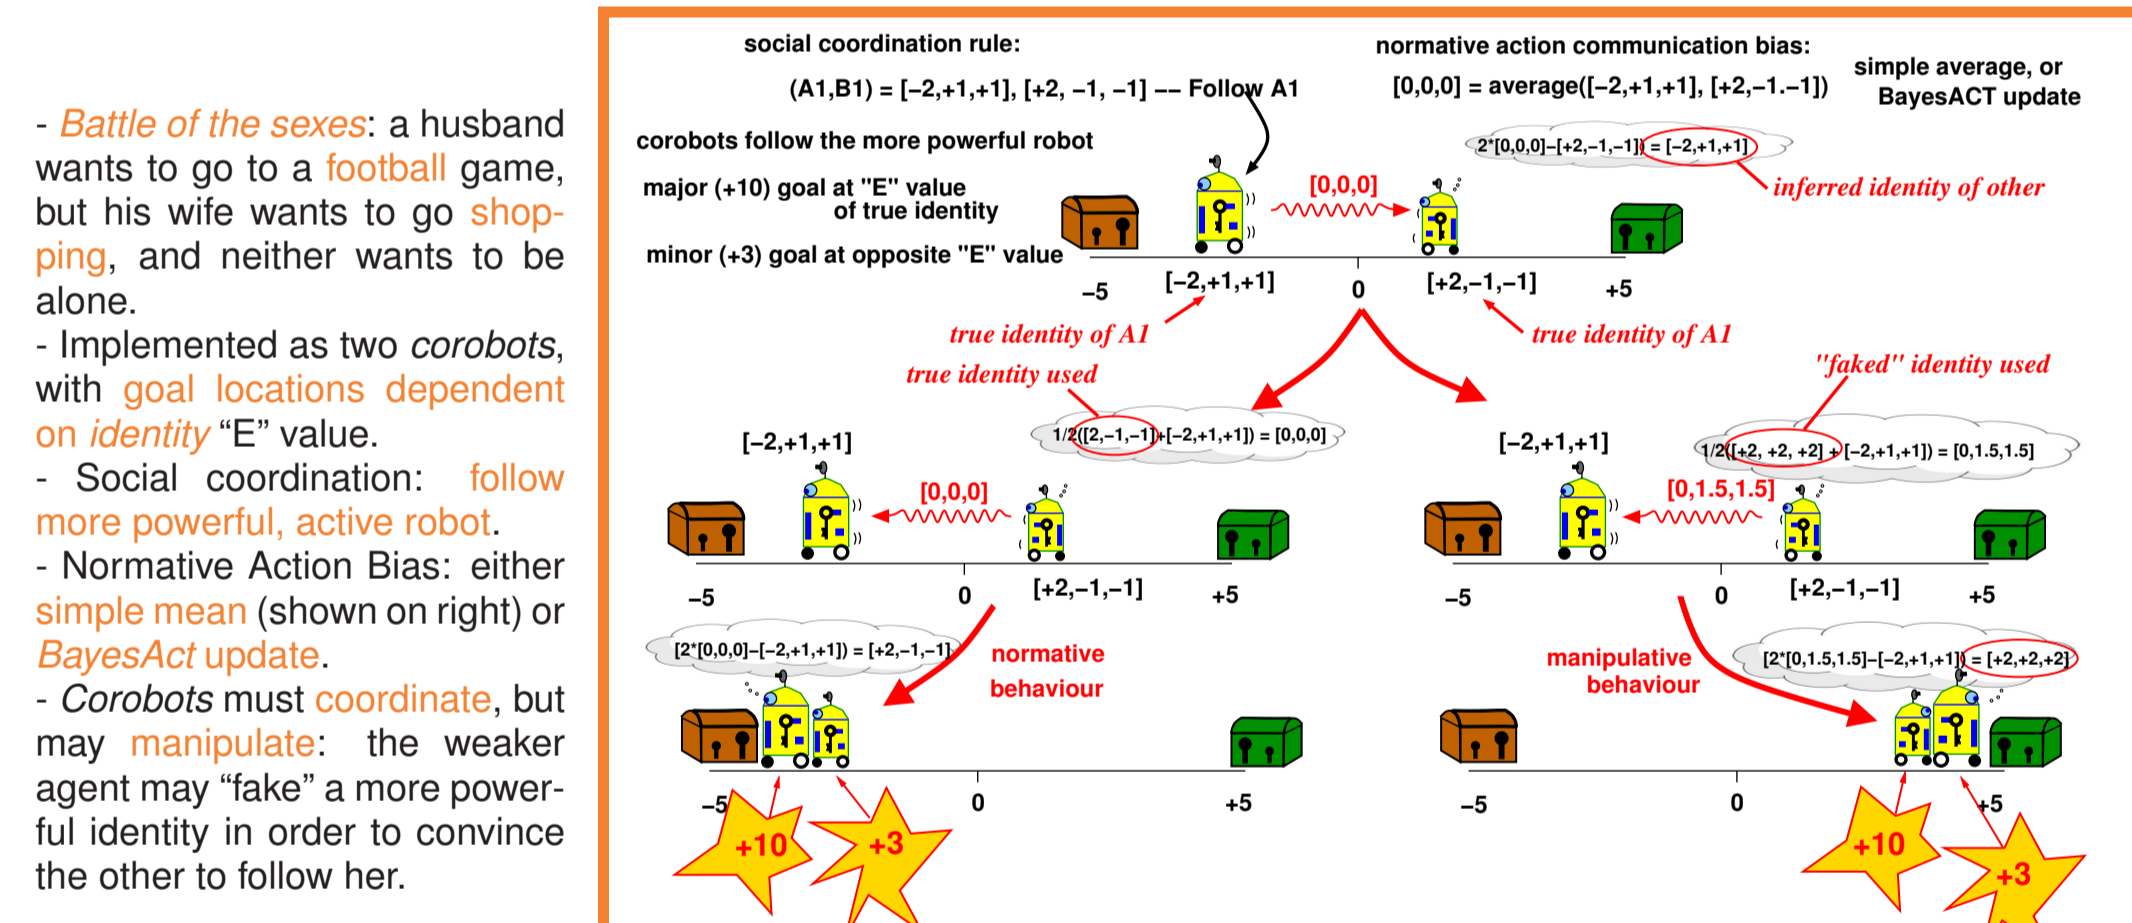 - Battle of the sexes: a husband
wants to go to a football game,
but his wife wants to go shop-
ping, and neither wants to be
alone.
- Implemented as two corobots,
with goal locations dependent
on identity “E” value.
- Social coordination: follow
more powerful, active robot.
- Normative Action Bias: either
simple mean (shown on right) or
BayesAct update.
- Corobots must coordinate, but
may manipulate: the weaker
agent may “fake” a more power-
ful identity in order to convince
the other to follow her.
social coordination rule:
(A1,B1) = [−2,+1,+1], [+2, −1, −1] −− Follow A1
corobots follow the more powerful robot
major (+10) goal at "E" value
of true identity
minor (+3) goal at opposite "E" value
normative action communication bias:
[0,0,0] = average([−2,+1,+1], [+2,−1.−1])
simple average, or
BayesACT update
2*[0,0,0]−[+2,−1,−1]) = [−2,+1,+1]
inferred identity of other
[0,0,0]
−5
[−2,+1,+1]
0
[+2,−1,−1]
+5
true identity of A1
true identity of A1
true identity used
1/2([2,−1,−1]+[−2,+1,+1]) = [0,0,0]
[−2,+1,+1]
[0,0,0]
−5
0
[+2,−1,−1]
+5
"faked" identity used
1/2([+2, +2, +2] + [−2,+1,+1]) = [0,1.5,1.5]
[−2,+1,+1]
[0,1.5,1.5]
−5
0
[+2,−1,−1]
+5
[2*[0,0,0]−[−2,+1,+1]) = [+2,−1,−1]
normative
behaviour
−5
0
+5
+10
+3
manipulative
behaviour
[2*[0,1.5,1.5]−[−2,+1,+1]) = [+2,+2,+2]
−5
0
+5
+10
+3